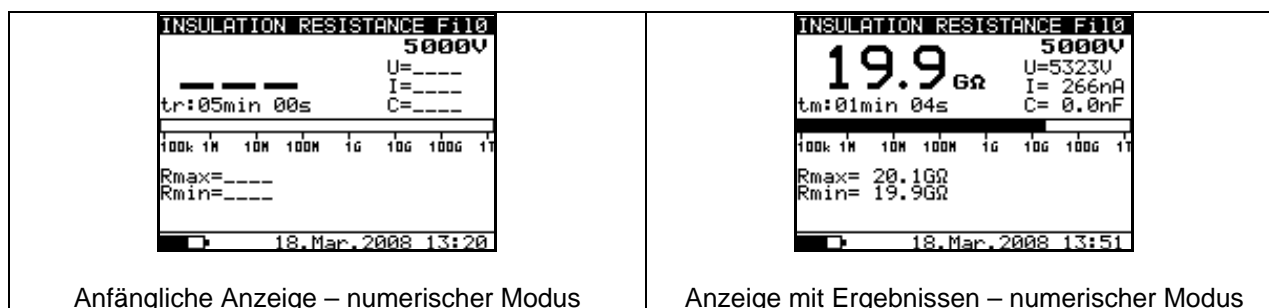 INSULATION RESISTANCE Fil0
5000V
U=____
___
I=____
tr:05min 00s C=____
100k 1M 10M 100M 1G 10G 100G 1T
Rmax=____
Rmin=____
18.Mar.2008 13:20
Anfängliche Anzeige – numerischer Modus
INSULATION RESISTANCE Fil0
5000V
19.9 GΩ U=5323V
I= 266nA
tm:01min 04s C= 0.0nF
100k 1M 10M 100M 1G 10G 100G 1T
Rmax= 20.1GΩ
Rmin= 19.9GΩ
18.Mar.2008 13:51
Anzeige mit Ergebnissen – numerischer Modus